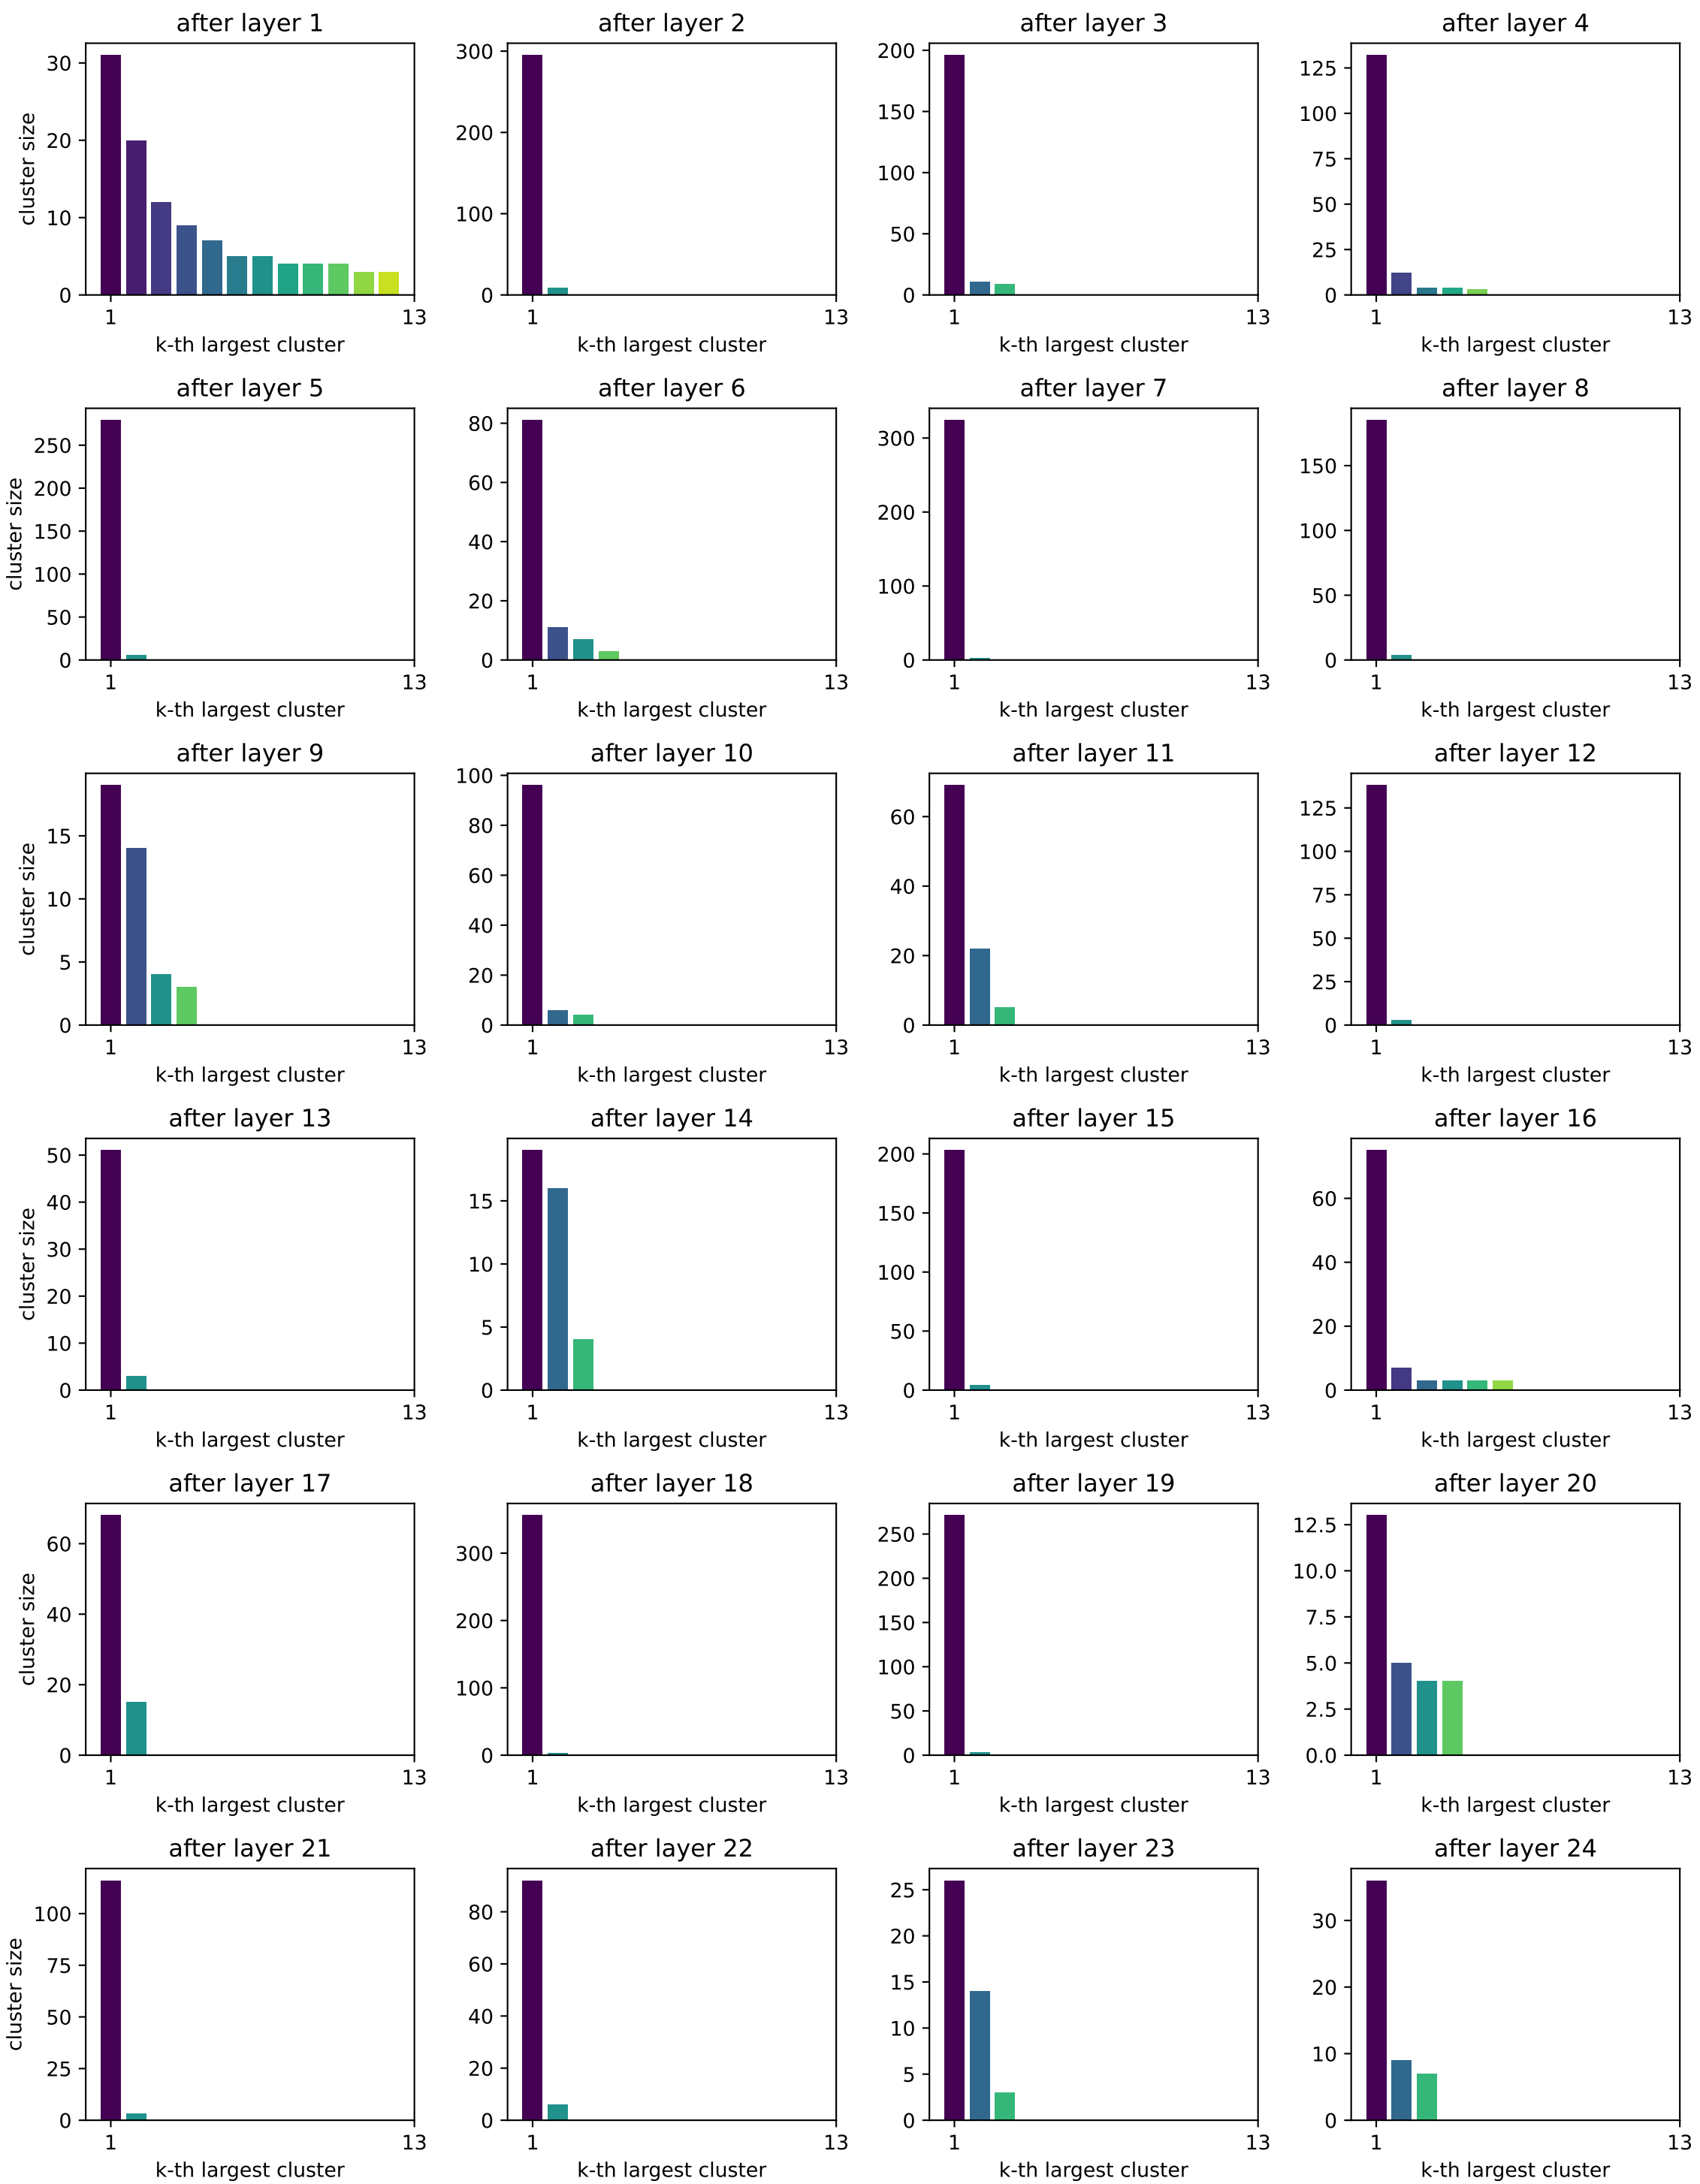 after layer 1
after layer 2
after layer 3
after layer 4
cluster size
30
20
10
0
300
200
100
0
200
150
100
50
0
125
100
75
50
25
0
1 13
1 13
1 13
1 13
k-th largest cluster
k-th largest cluster
k-th largest cluster
k-th largest cluster
after layer 5
after layer 6
after layer 7
after layer 8
cluster size
250
200
150
100
50
0
80
60
40
20
0
300
200
100
0
150
100
50
0
1 13
1 13
1 13
1 13
k-th largest cluster
k-th largest cluster
k-th largest cluster
k-th largest cluster
after layer 9
after layer 10
after layer 11
after layer 12
cluster size
15
10
5
0
100
80
60
40
20
0
60
40
20
0
125
100
75
50
25
0
1 13
1 13
1 13
1 13
k-th largest cluster
k-th largest cluster
k-th largest cluster
k-th largest cluster
after layer 13
after layer 14
after layer 15
after layer 16
cluster size
50
40
30
20
10
0
15
10
5
0
200
150
100
50
0
60
40
20
0
1 13
1 13
1 13
1 13
k-th largest cluster
k-th largest cluster
k-th largest cluster
k-th largest cluster
after layer 17
after layer 18
after layer 19
after layer 20
cluster size
60
40
20
0
300
200
100
0
250
200
150
100
50
0
12.5
10.0
7.5
5.0
2.5
0.0
1 13
1 13
1 13
1 13
k-th largest cluster
k-th largest cluster
k-th largest cluster
k-th largest cluster
after layer 21
after layer 22
after layer 23
after layer 24
cluster size
100
75
50
25
0
80
60
40
20
0
25
20
15
10
5
0
30
20
10
0
1 13
1 13
1 13
1 13
k-th largest cluster
k-th largest cluster
k-th largest cluster
k-th largest cluster